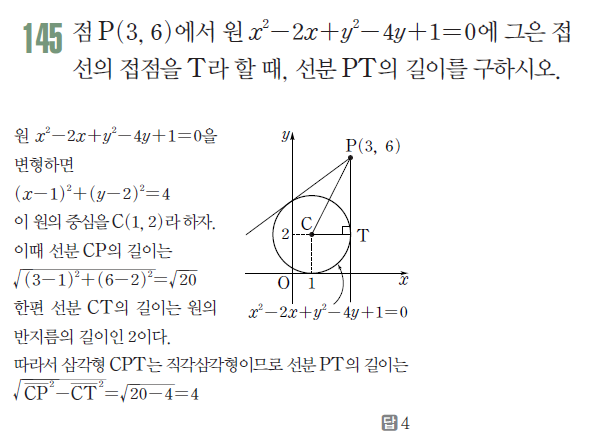 145 점 P(3, 6)에서 원 x²-2x+y²-4y+1=0에 그은 접
선의 접점을 T라 할 때, 선분 PT의 길이를 구하시오.
원 x²-2x+y²-4y+1=0을
변형하면
(x-1)²+(y-2)²=4
이 원의 중심을 C(1, 2)라 하자.
이때 선분 CP의 길이는
√(3-1)²+(6-2)²=√20
한편 선분 CT의 길이는 원의
반지름의 길이인 2이다.
따라서 삼각형 CPT는 직각삼각형이므로 선분 PT의 길이는
√CP²-CT²=√20-4=4
y
P(3, 6)
C
2
T
O 1 x
x²-2x+y²-4y+1=0
답 4